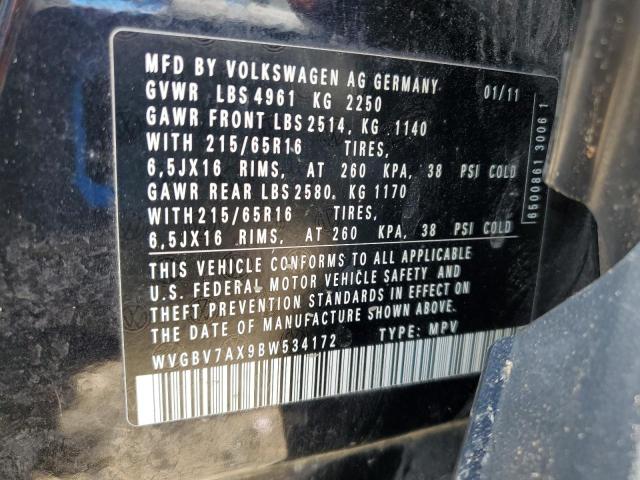 MFD BY VOLKSWAGEN AG GERMANY 01/11
GVWR LBS 4961 KG 2250
GAWR FRONT LBS 2514, KG 1140
WITH 215/65R16 TIRES,
6,5JX16 RIMS, AT 260 KPA, 38 PSI COLD
GAWR REAR LBS 2580. KG 1170
WITH 215/65R16 TIRES,
6,5JX16 RIMS, AT 260 KPA, 38 PSI COLD
THIS VEHICLE CONFORMS TO ALL APPLICABLE
U.S. FEDERAL MOTOR VEHICLE SAFETY AND
THEFT PREVENTION STANDARDS IN EFFECT ON
THE DATE OF MANUFACTURE SHOWN ABOVE.
WVGBV7AX9BW534172 TYPE: MPV
6500861 3006 1